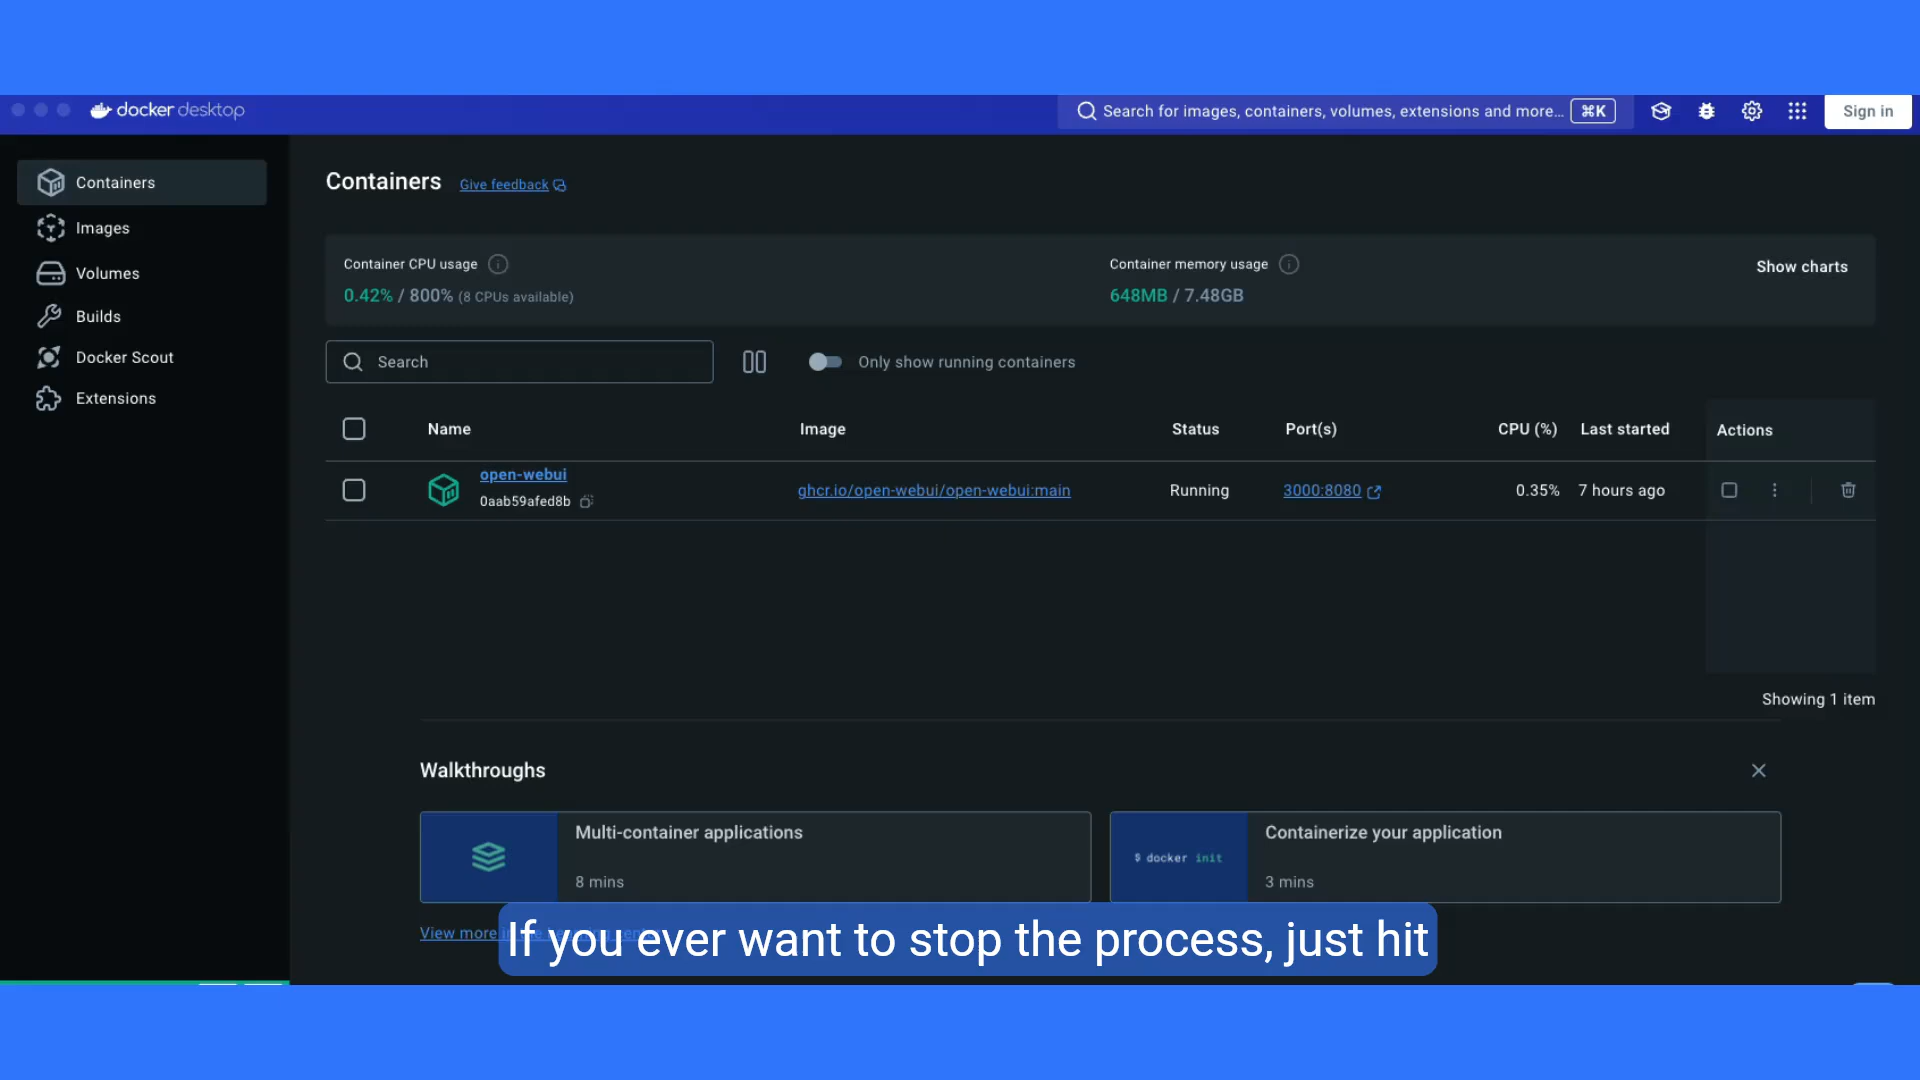 docker desktop
Search for images, containers, volumes, extensions and more...
⌘K
Sign in
Containers
Images
Volumes
Builds
Docker Scout
Extensions
Containers
Give feedback
Container CPU usage
0.42% / 800% (8 CPUs available)
Container memory usage
648MB / 7.48GB
Show charts
Search
Only show running containers
Name Image Status Port(s) CPU (%) Last started Actions
open-webui
0aab59afed8b
ghcr.io/open-webui/open-webui:main
Running
3000:8080
0.35%
7 hours ago
Showing 1 item
Walkthroughs
Multi-container applications
8 mins
$ docker init
Containerize your application
3 mins
View more
If you ever want to stop the process, just hit